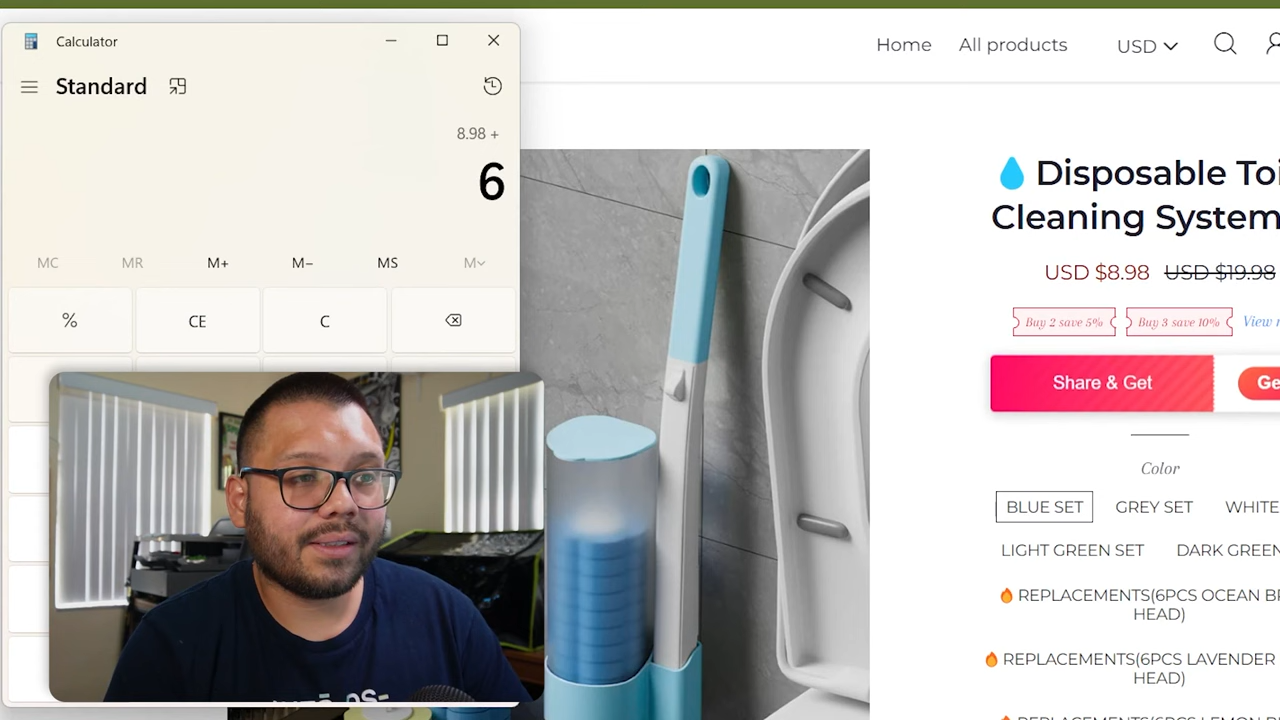 Calculator
Standard
8.98 +
6
MC MR M+ M− MS M
% CE C
Home All products USD
💧 Disposable
Cleaning System
USD $8.98 USD $19.98
Buy 2 save 5% Buy 3 save 10% View
Share & Get
Color
BLUE SET GREY SET WHITE
LIGHT GREEN SET DARK GREEN
🔥 REPLACEMENTS(6PCS OCEAN
HEAD)
🔥 REPLACEMENTS(6PCS LAVENDER
HEAD)